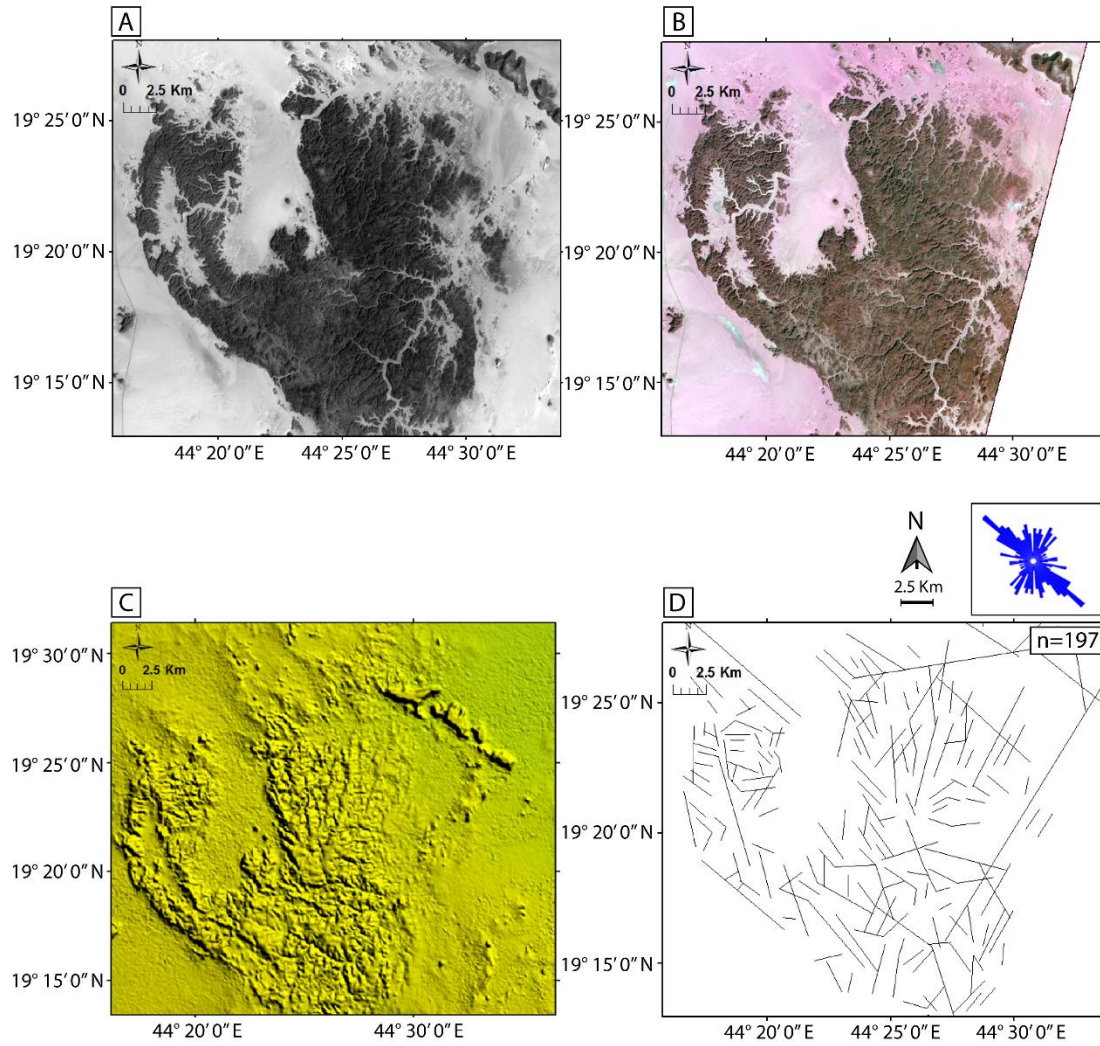 A
N
0 2.5 Km
19° 25′ 0″ N
19° 20′ 0″ N
19° 15′ 0″ N
44° 20′ 0″ E
44° 25′ 0″ E
44° 30′ 0″ E
B
N
0 2.5 Km
19° 25′ 0″ N
19° 20′ 0″ N
19° 15′ 0″ N
44° 20′ 0″ E
44° 25′ 0″ E
44° 30′ 0″ E
N
2.5 Km
C
N
0 2.5 Km
19° 30′ 0″ N
19° 25′ 0″ N
19° 20′ 0″ N
19° 15′ 0″ N
44° 20′ 0″ E
44° 30′ 0″ E
D
n=197
N
0 2.5 Km
19° 25′ 0″ N
19° 20′ 0″ N
19° 15′ 0″ N
44° 20′ 0″ E
44° 25′ 0″ E
44° 30′ 0″ E